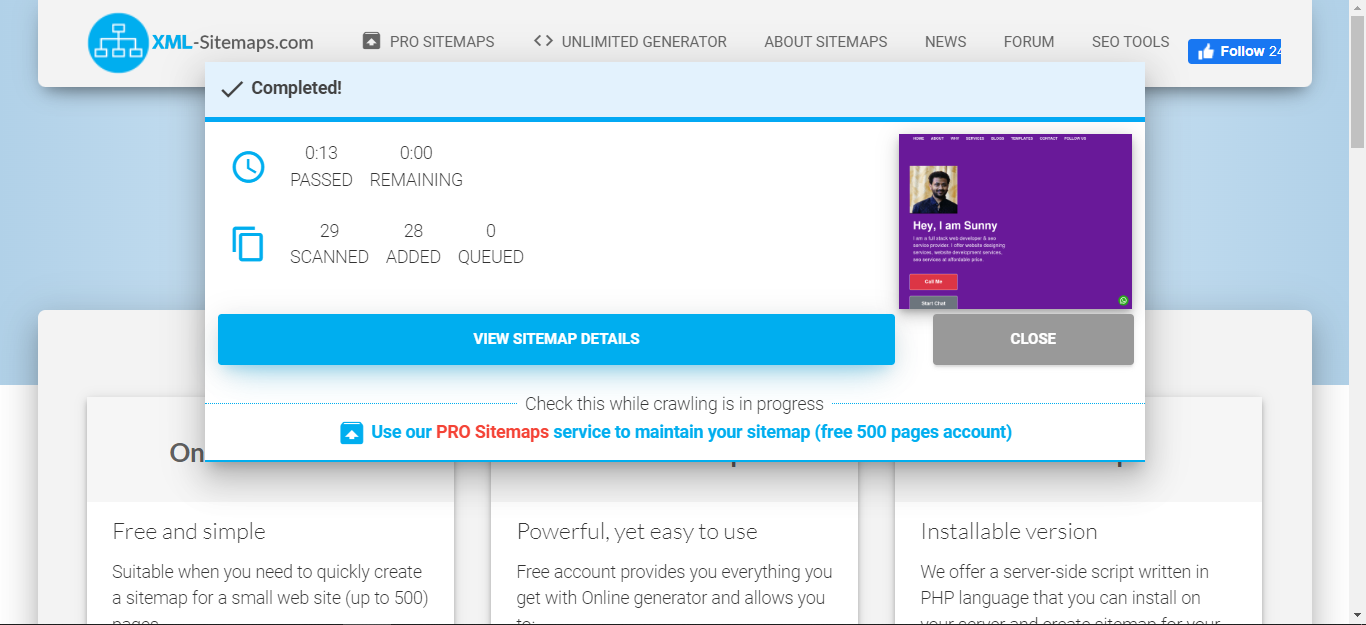 XML-Sitemaps.com
PRO SITEMAPS
<> UNLIMITED GENERATOR
ABOUT SITEMAPS
NEWS
FORUM
SEO TOOLS
Follow 24
Completed!
0:13 0:00
PASSED REMAINING
29 28 0
SCANNED ADDED QUEUED
HOME ABOUT WHY SERVICES BLOGS TEMPLATES CONTACT FOLLOW US
Hey, I am Sunny
I am a full stack web developer & seo
service provider. I offer website designing
services, website development services,
seo services at affordable price.
Call Me
Start Chat
VIEW SITEMAP DETAILS
CLOSE
Check this while crawling is in progress
Use our PRO Sitemaps service to maintain your sitemap (free 500 pages account)
On
Free and simple
Suitable when you need to quickly create
a sitemap for a small web site (up to 500)
pages
Powerful, yet easy to use
Free account provides you everything you
get with Online generator and allows you
to:
Installable version
We offer a server-side script written in
PHP language that you can install on
your server and create sitemap for your